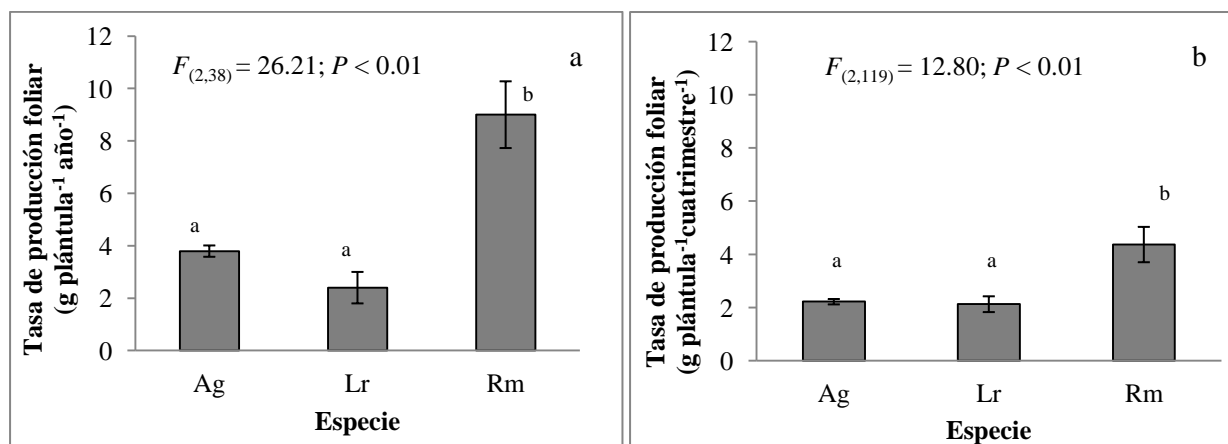 12
10
8
6
4
2
0
Tasa de producción foliar
(g plántula⁻¹ año⁻¹)
F(2,38) = 26.21; P < 0.01
a
a
a
b
Ag Lr Rm
Especie
12
10
8
6
4
2
0
Tasa de producción foliar
(g plántula⁻¹cuatrimestre⁻¹)
F(2,119) = 12.80; P < 0.01
b
a
a
b
Ag Lr Rm
Especie